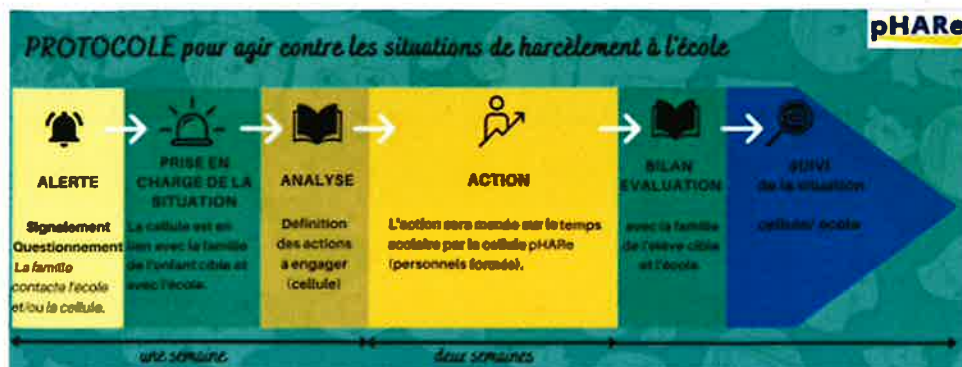 PROTOCOLE pour agir contre les situations de harcèlement à l'école
pHARe
ALERTE
Signalement
Questionnement
La famille
contacte l'école
et/ou la cellule.
PRISE EN
CHARGE DE LA
SITUATION
La cellule est en
lien avec la famille
de l'enfant cible et
avec l'école.
ANALYSE
Définition
des actions
a engager
(cellule)
ACTION
L'action sera menée sur le temps
scolaire par la cellule pHARe
(personnels formés).
BILAN
EVALUATION
avec la famille
de l'élève cible
et l'école.
SUIVI
de la situation
cellule/ école
une semaine
deux semaines